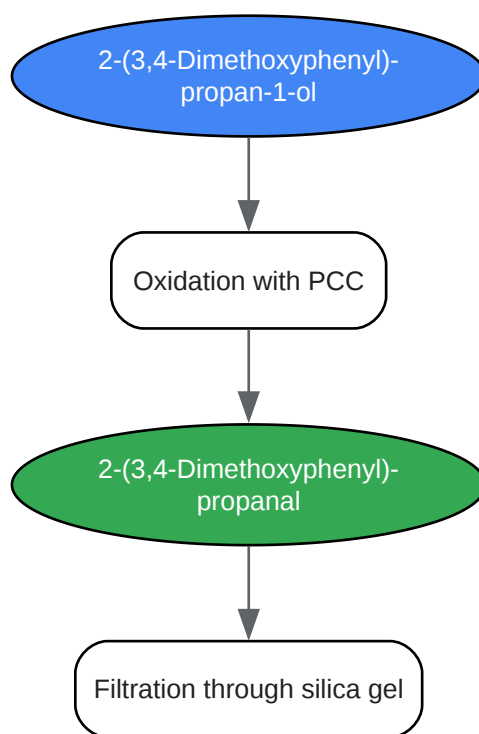 2-(3,4-Dimethoxyphenyl)-
propan-1-ol
Oxidation with PCC
2-(3,4-Dimethoxyphenyl)-
propanal
Filtration through silica gel